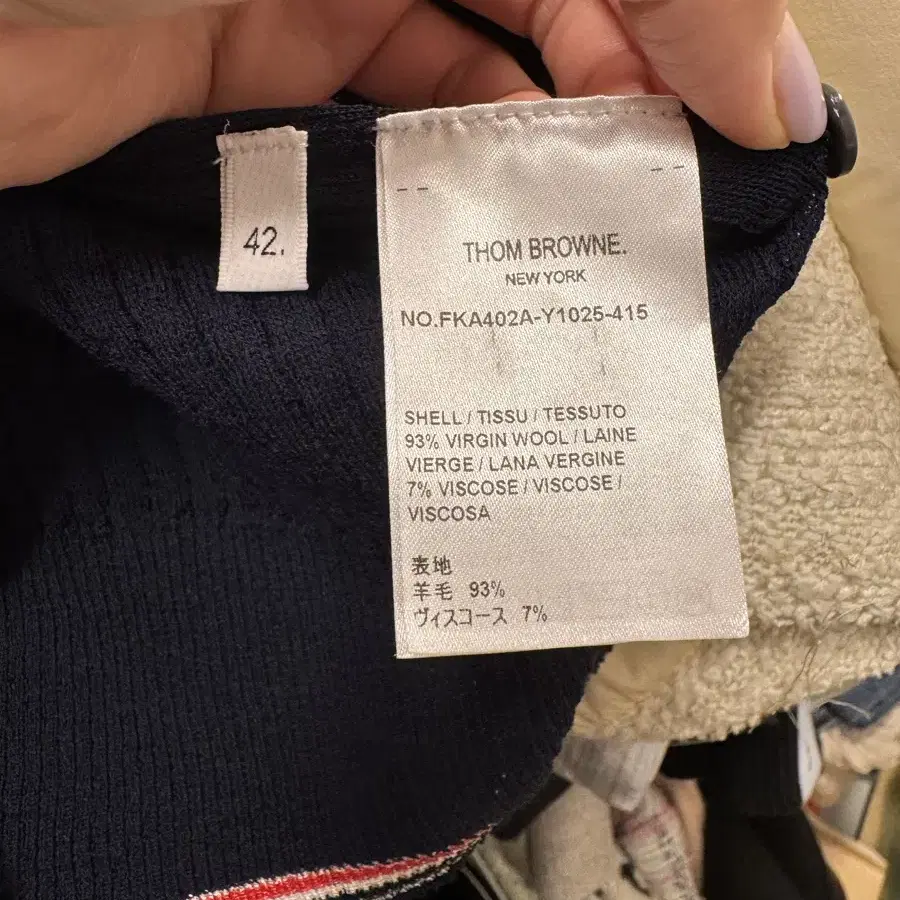 42.
THOM BROWNE.
NEW YORK
NO.FKA402A-Y1025-415
SHELL / TISSU / TESSUTO
93% VIRGIN WOOL / LAINE
VIERGE / LANA VERGINE
7% VISCOSE / VISCOSE /
VISCOSA
表地
羊毛 93%
ヴィスコース 7%